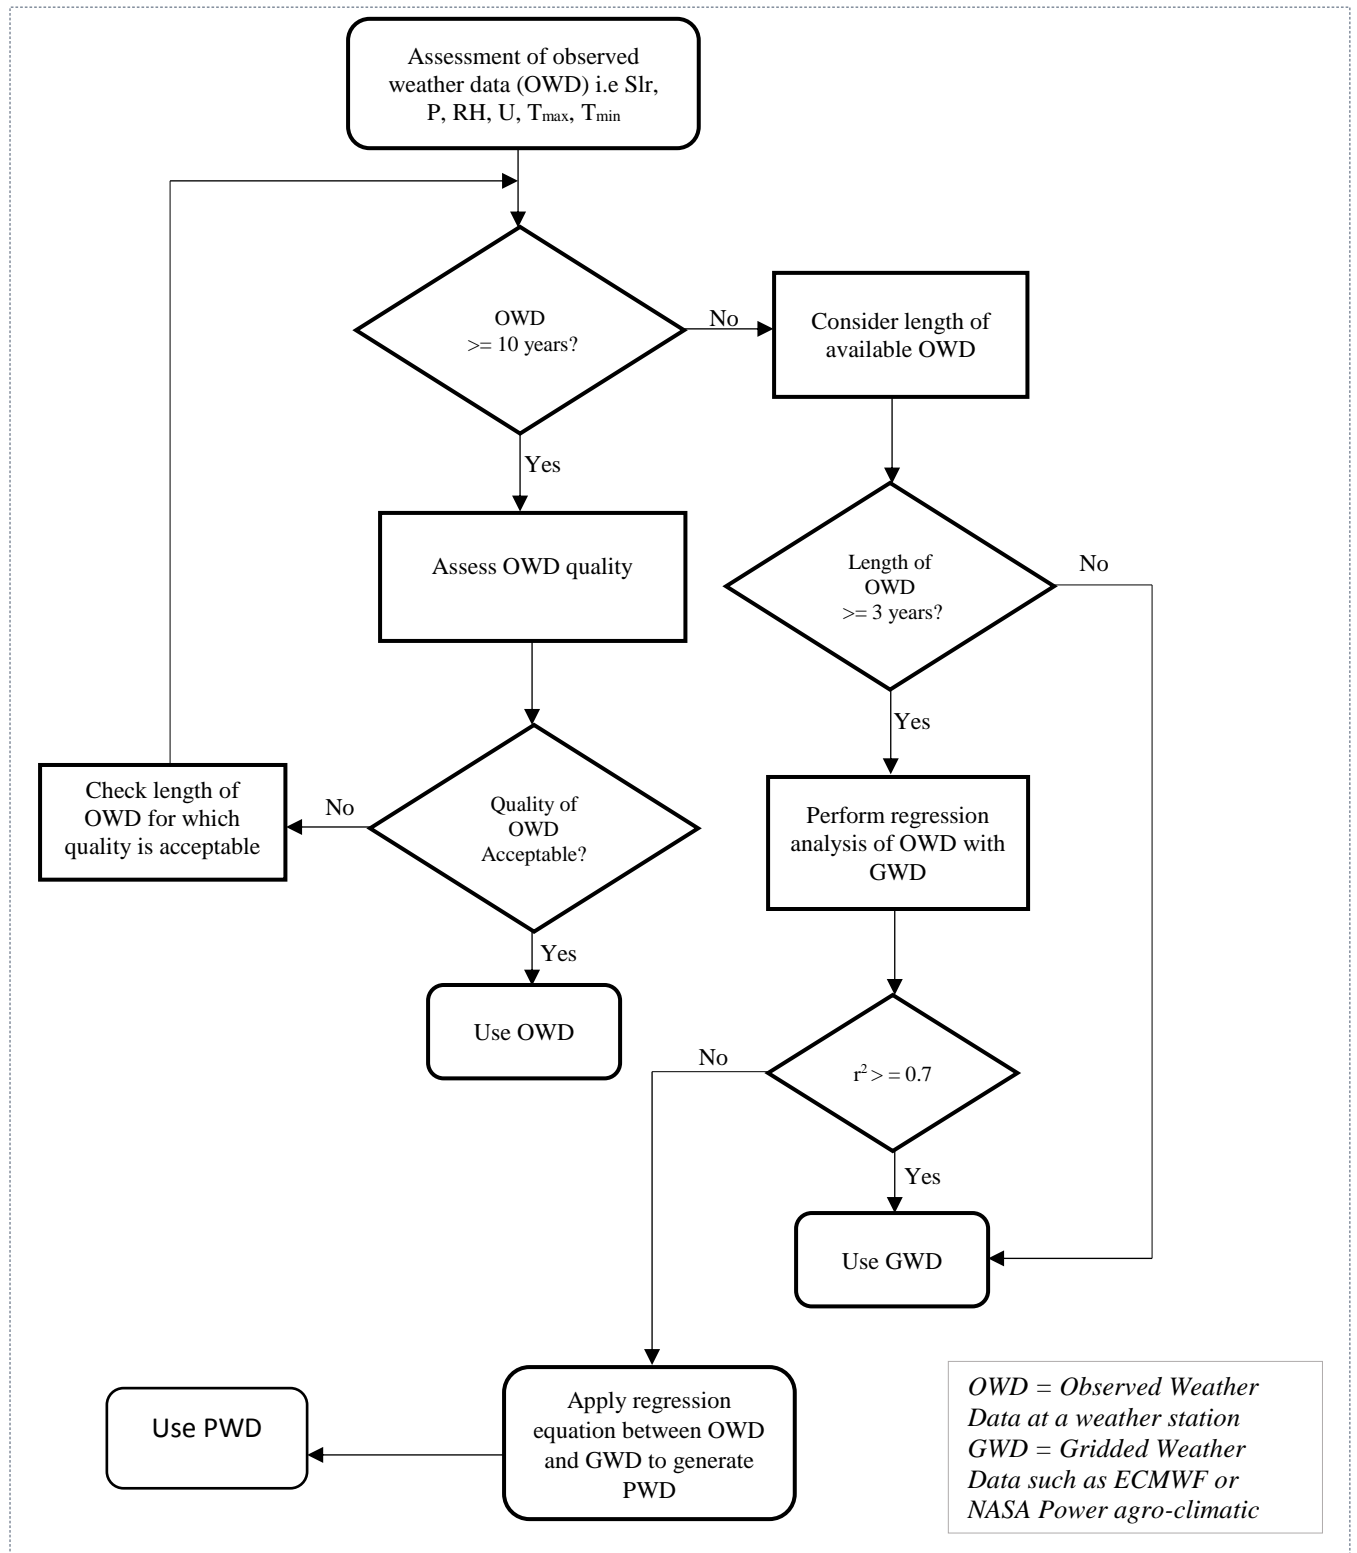 Assessment of observed
weather data (OWD) i.e Slr,
P, RH, U, Tmax, Tmin
OWD
>= 10 years?
No
Consider length of
available OWD
Yes
Assess OWD quality
Length of
OWD
>= 3 years?
No
Yes
Check length of
OWD for which
quality is acceptable
No
Quality of
OWD
Acceptable?
Perform regression
analysis of OWD with
GWD
Yes
Use OWD
No
r² > = 0.7
Yes
Use GWD
Apply regression
equation between OWD
and GWD to generate
PWD
Use PWD
OWD = Observed Weather
Data at a weather station
GWD = Gridded Weather
Data such as ECMWF or
NASA Power agro-climatic